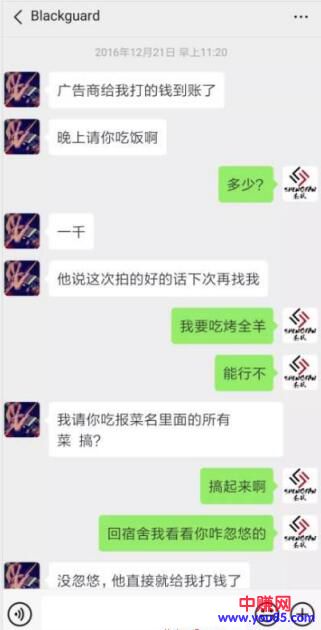 Blackguard
2016年12月21日 早上11:20
广告商给我打的钱到账了
晚上请你吃饭啊
多少?
一千
他说这次拍的好的话下次再找我
我要吃烤全羊
能行不
我请你吃报菜名里面的所有
菜 搞?
搞起来啊
回宿舍我看看你咋忽悠的
没忽悠，他直接就给我打钱了
中赚网
www.you85.com